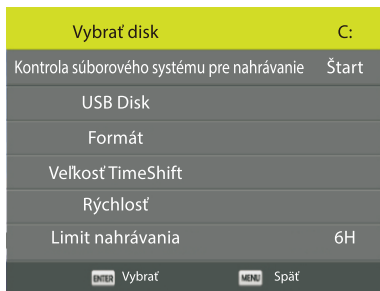 Vybrať disk C:
Kontrola súborového systému pre nahrávanie Štart
USB Disk
Formát
Veľkosť TimeShift
Rýchlosť
Limit nahrávania 6H
ENTER Vybrať MENU Späť